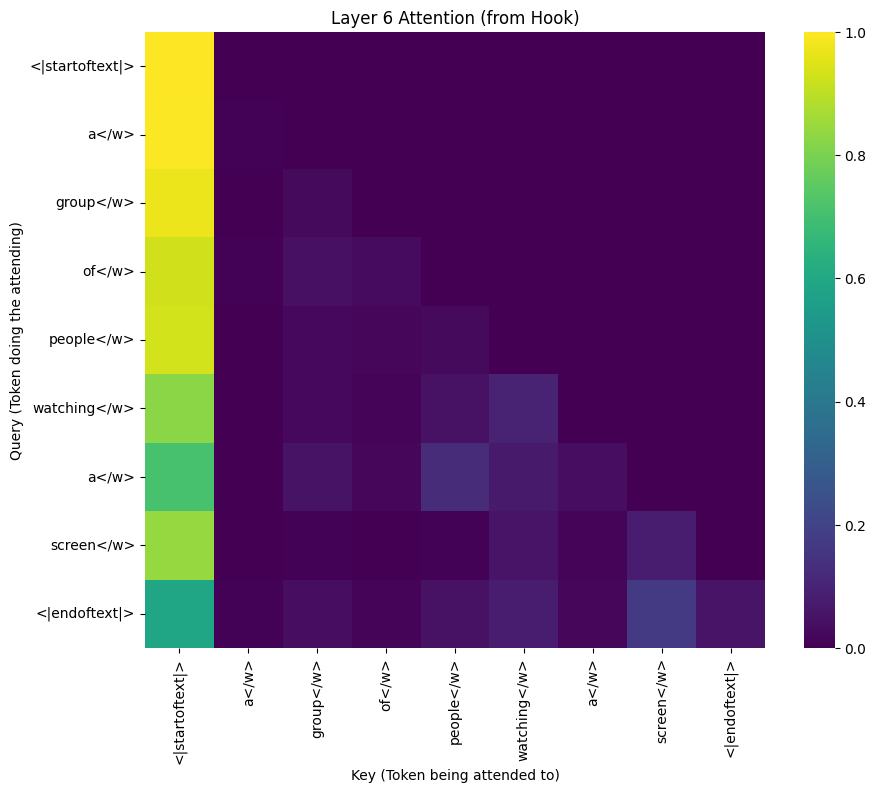 Layer 6 Attention (from Hook)
Query (Token doing the attending)
<|startoftext|>
a</w>
group</w>
of</w>
people</w>
watching</w>
a</w>
screen</w>
<|endoftext|>
1.0
0.8
0.6
0.4
0.2
0.0
<|startoftext|>
a</w>
group</w>
of</w>
people</w>
watching</w>
a</w>
screen</w>
<|endoftext|>
Key (Token being attended to)